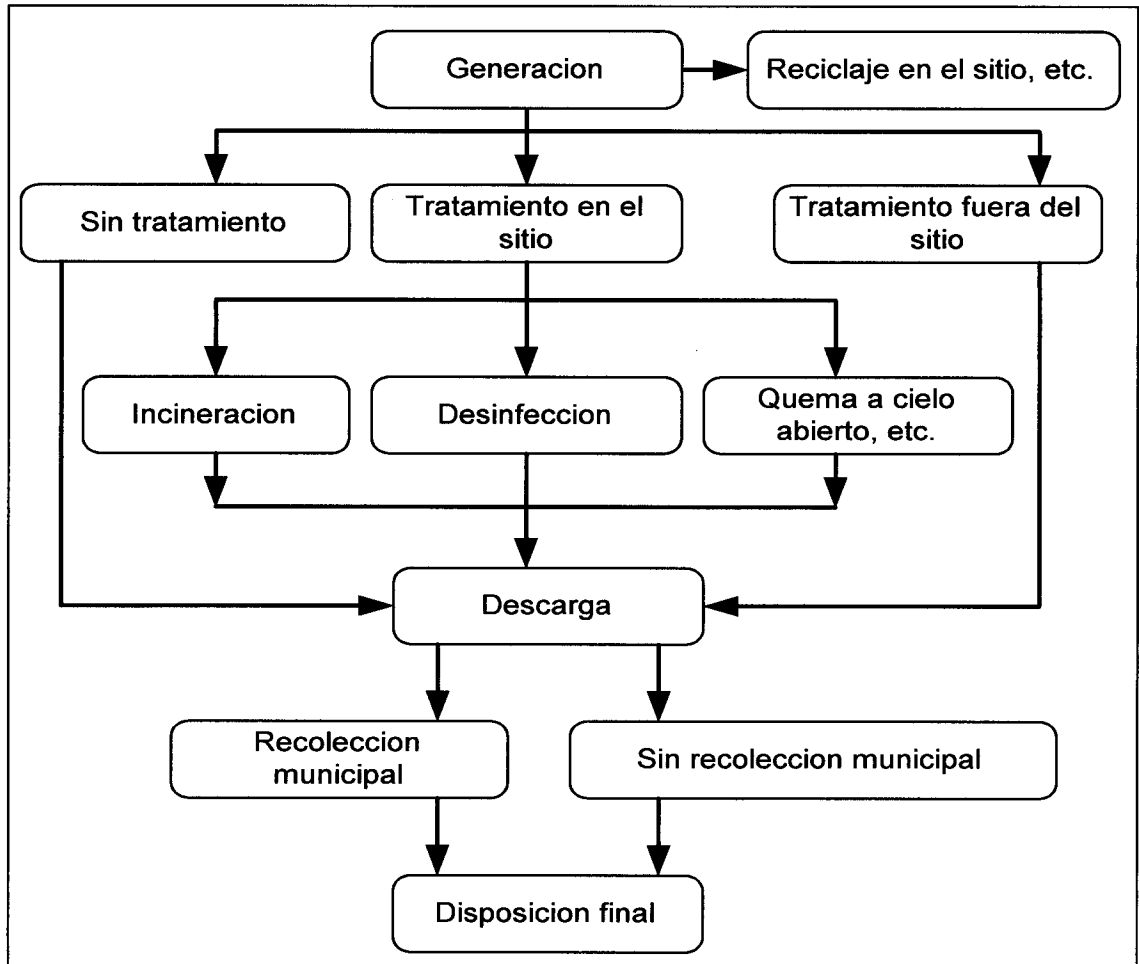 Generacion
Reciclaje en el sitio, etc.
Sin tratamiento
Tratamiento en el
sitio
Tratamiento fuera del
sitio
Incineracion
Desinfeccion
Quema a cielo
abierto, etc.
Descarga
Recoleccion
municipal
Sin recoleccion municipal
Disposicion final